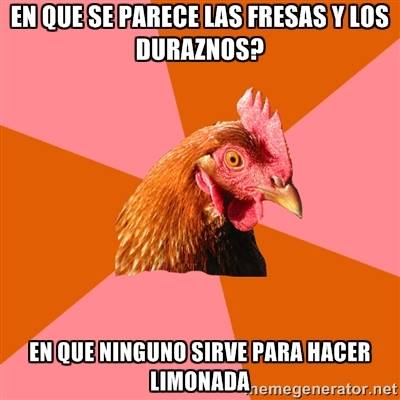 EN QUE SE PARECE LAS FRESAS Y LOS
DURAZNOS?
EN QUE NINGUNO SIRVE PARA HACER
LIMONADA
memegenerator.net